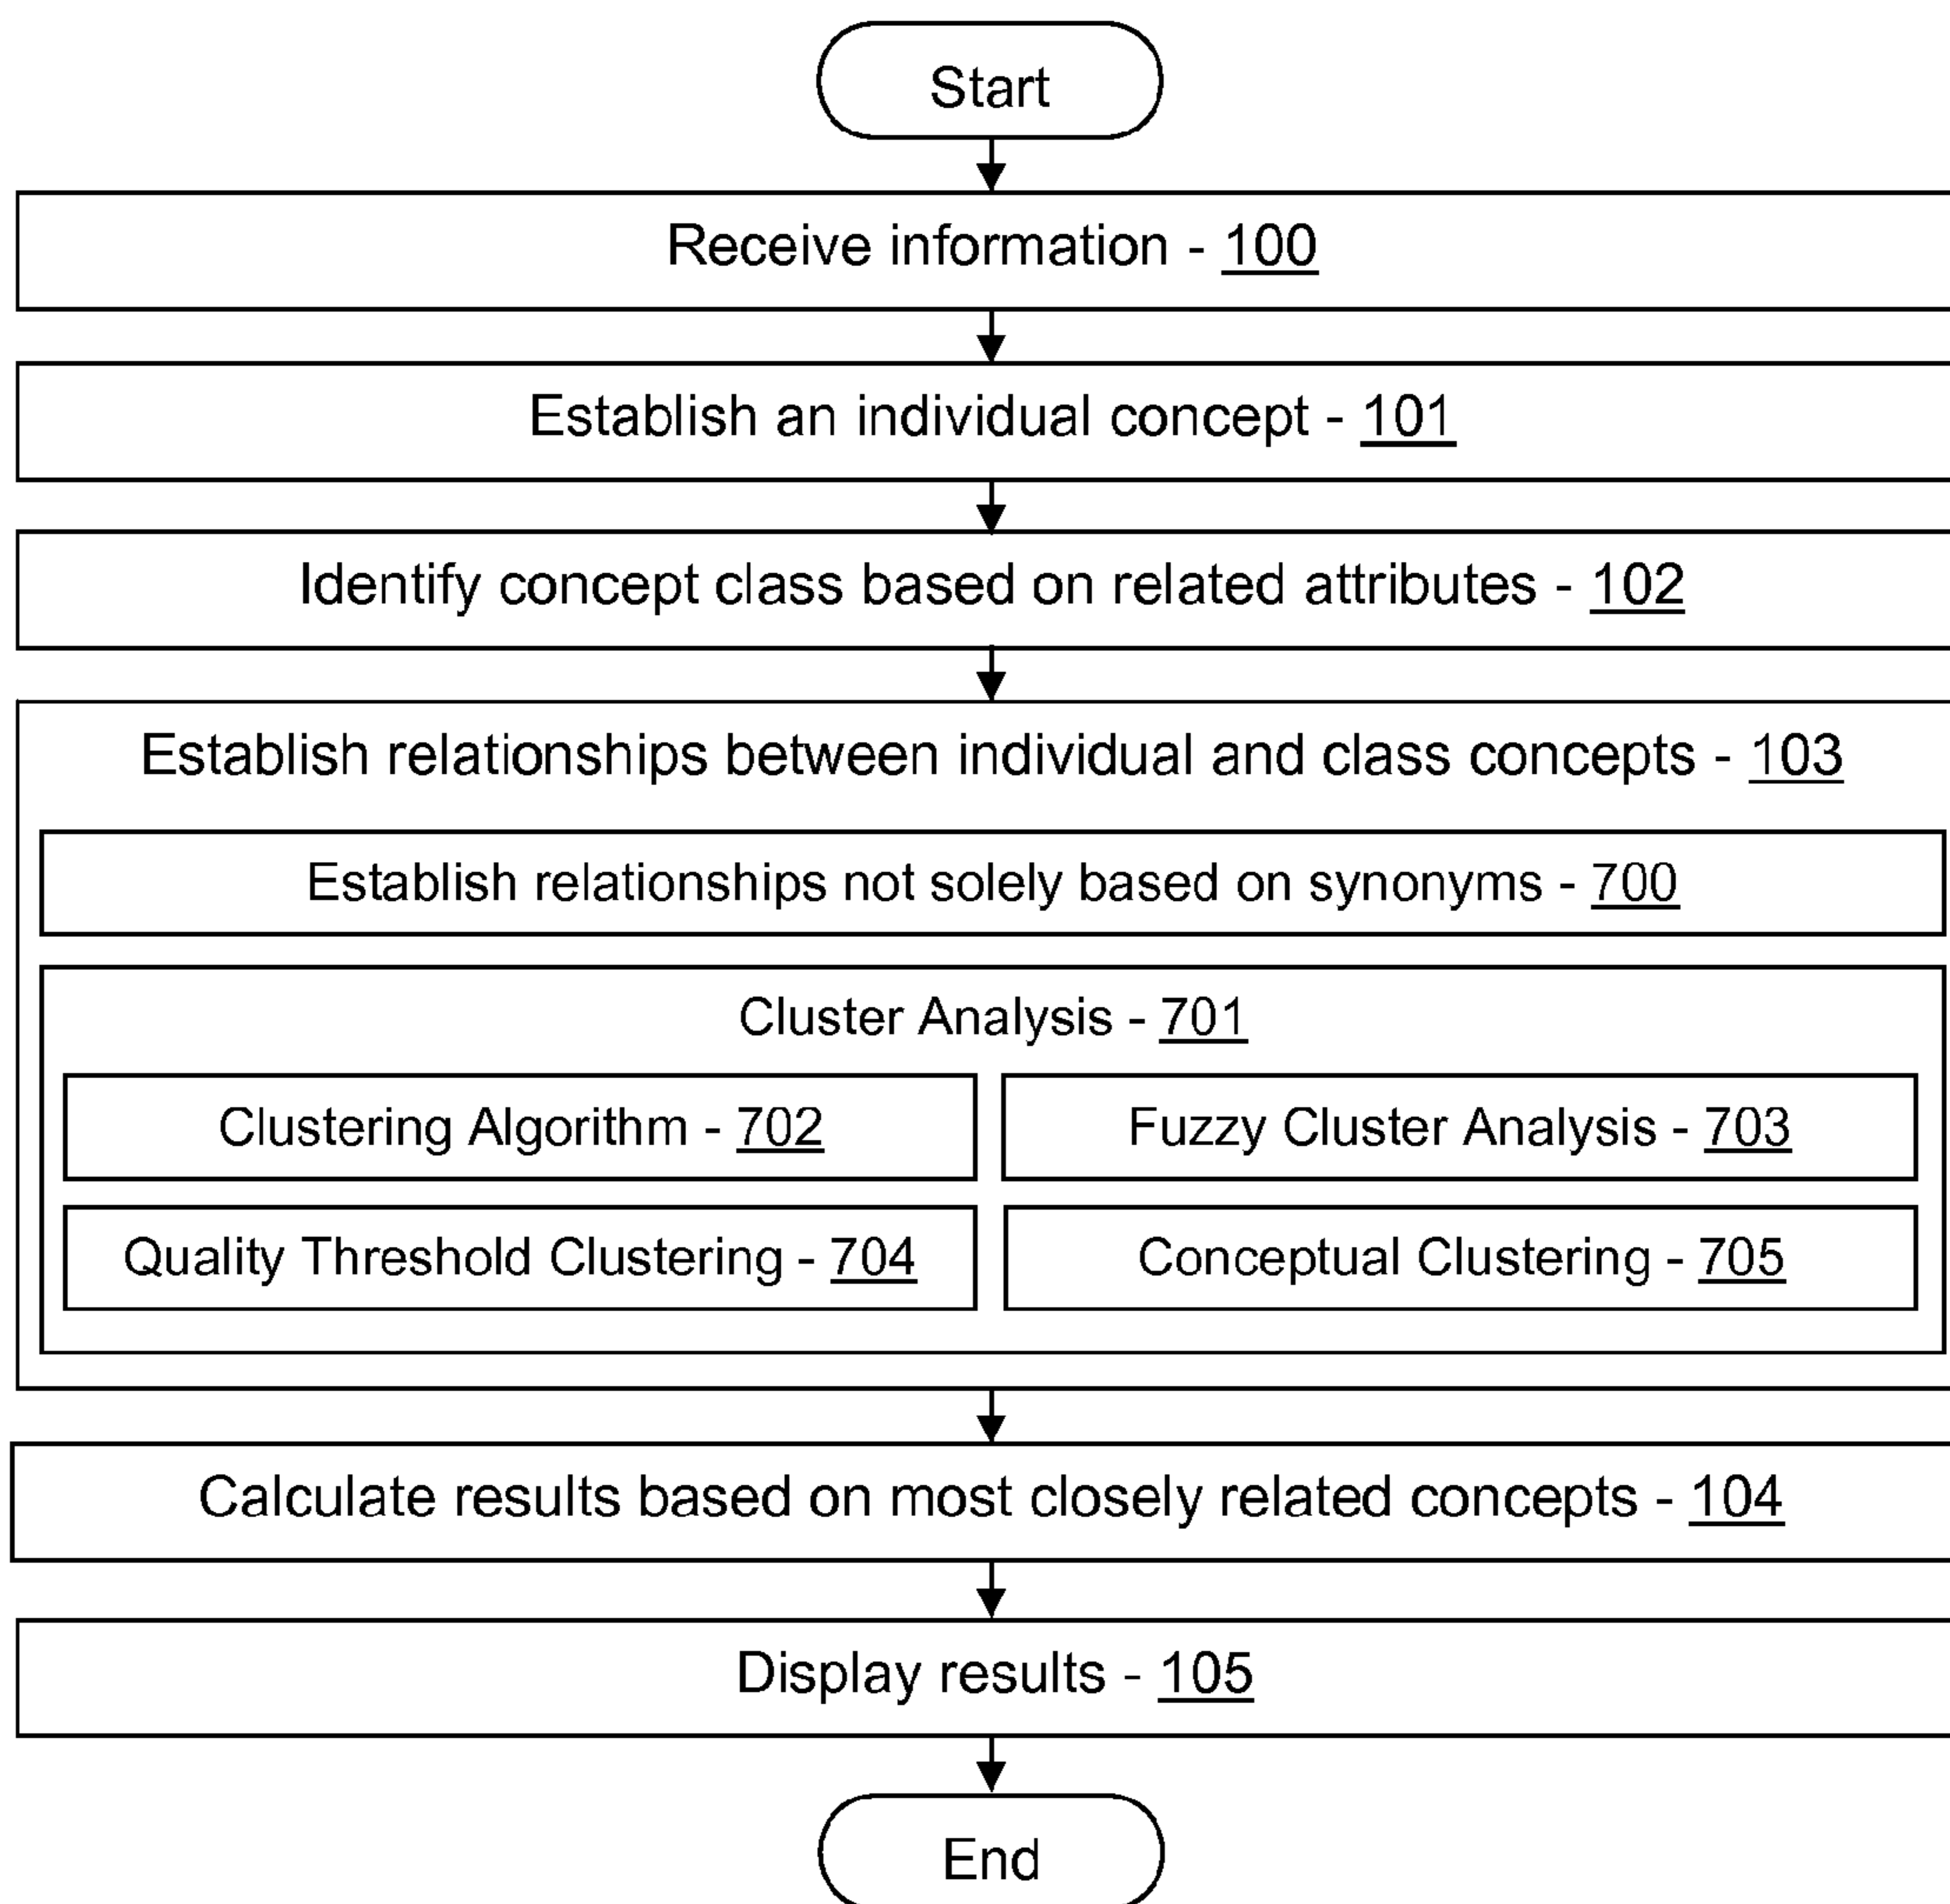 Start
Receive information - 100
Establish an individual concept - 101
Identify concept class based on related attributes - 102
Establish relationships between individual and class concepts - 103
Establish relationships not solely based on synonyms - 700
Cluster Analysis - 701
Clustering Algorithm - 702
Fuzzy Cluster Analysis - 703
Quality Threshold Clustering - 704
Conceptual Clustering - 705
Calculate results based on most closely related concepts - 104
Display results - 105
End